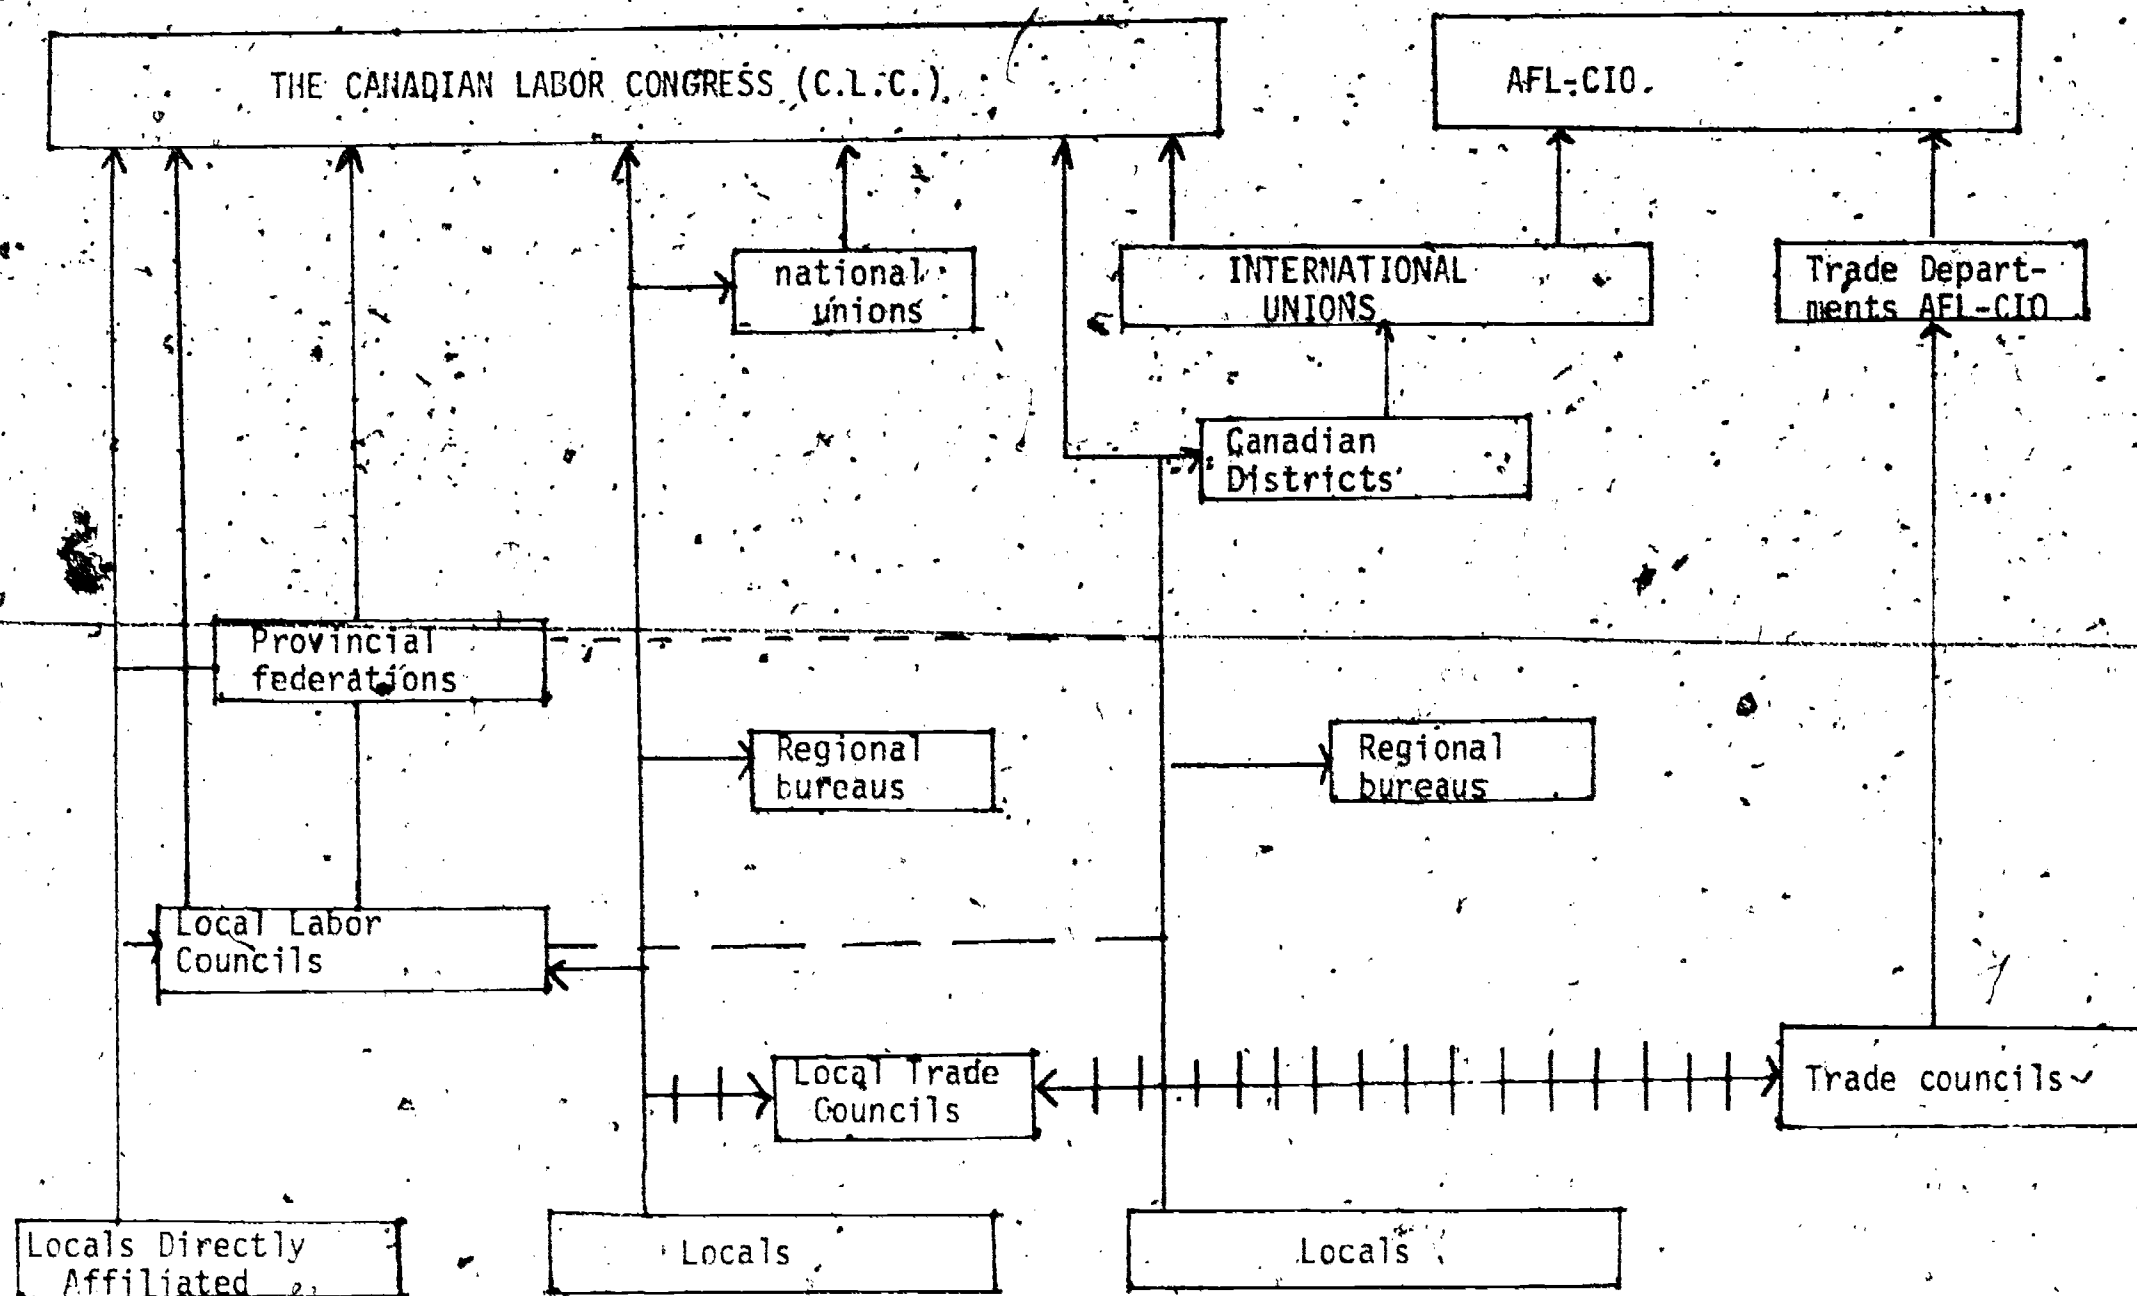 THE CANADIAN LABOR CONGRESS (C.L.C.)
AFL-CIO.
national
unions
INTERNATIONAL
UNIONS
Trade Depart-
ments AFL-CIO
Canadian
Districts
Provincial
federations
Regional
bureaus
Regional
bureaus
Local Labor
Councils
Local Trade
Councils
Trade councils
Locals Directly
Affiliated
Locals
Locals